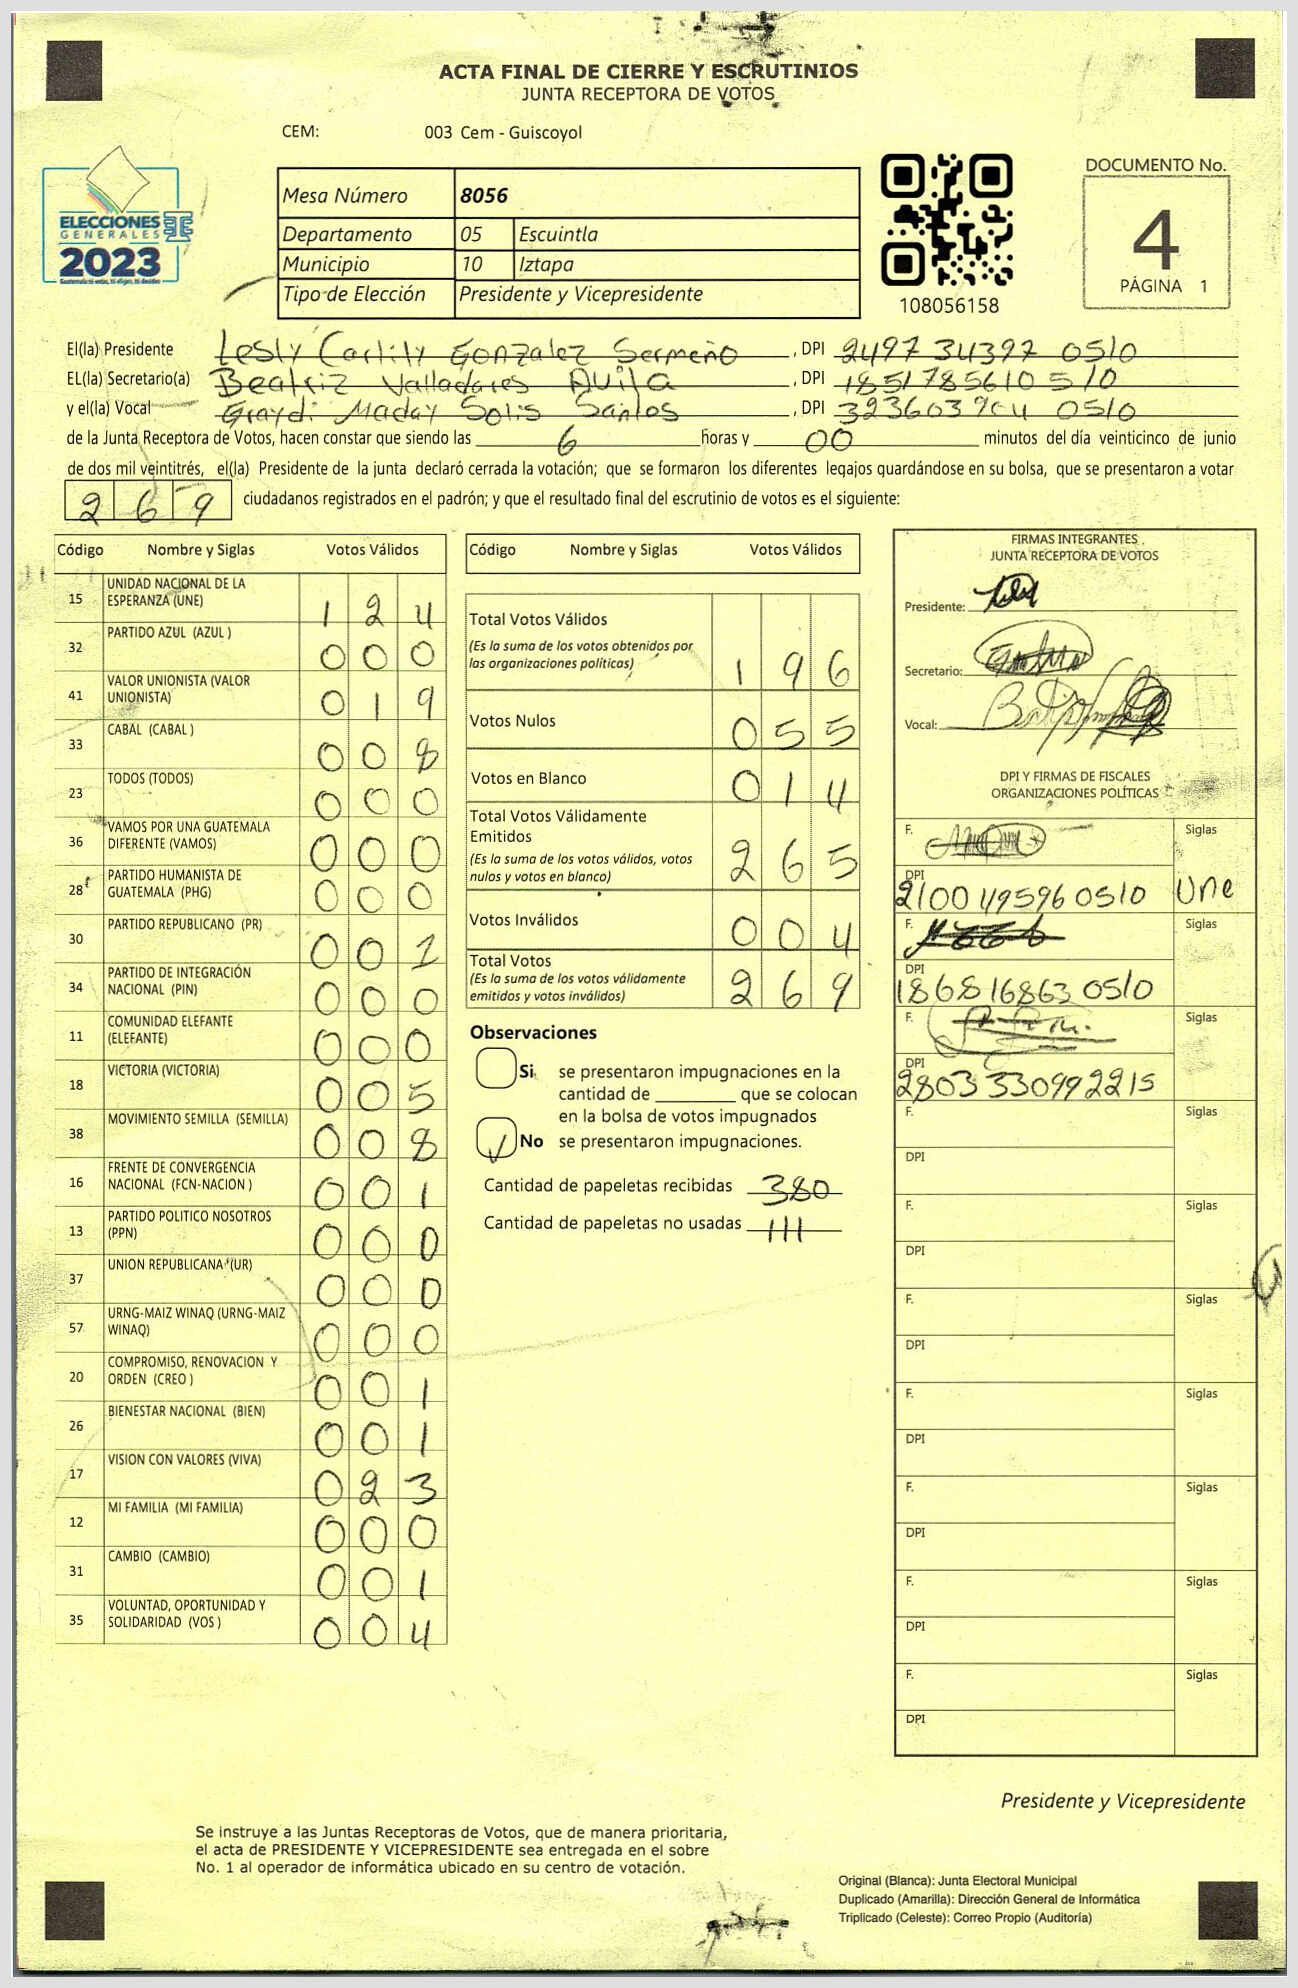 ACTA FINAL DE CIERRE Y ESCRUTINIOS
JUNTA RECEPTORA DE VOTOS
CEM: 003 Cem - Guiscoyol
ELECCIONES
GENERALES
2023
Mesa Número 8056
Departamento 05 Escuintla
Municipio 10 Iztapa
Tipo de Elección Presidente y Vicepresidente
108056158
DOCUMENTO No.
4
PÁGINA 1
El(la) Presidente Lesly Gonzalez Sermeño , DPI 2497 34397 0510
EL(la) Secretario(a) Beatriz Valladares Avila , DPI 1851785610510
y el(la) Vocal Graydi Maday Solis Santos , DPI 0510
de la Junta Receptora de Votos, hacen constar que siendo las 6 horas y 00 minutos del día veinticinco de junio
de dos mil veintitrés, el(la) Presidente de la junta declaró cerrada la votación; que se formaron los diferentes legajos guardándose en su bolsa, que se presentaron a votar
269 ciudadanos registrados en el padrón; y que el resultado final del escrutinio de votos es el siguiente:
Código Nombre y Siglas Votos Válidos
15 UNIDAD NACIONAL DE LA
ESPERANZA (UNE) 1 2 4
32 PARTIDO AZUL (AZUL ) 0 0 0
41 VALOR UNIONISTA (VALOR
UNIONISTA) 0 1 9
33 CABAL (CABAL ) 0 0 8
23 TODOS (TODOS) 0 0 0
36 VAMOS POR UNA GUATEMALA
DIFERENTE (VAMOS) 0 0 0
28 PARTIDO HUMANISTA DE
GUATEMALA (PHG) 0 0 0
30 PARTIDO REPUBLICANO (PR) 0 0 1
34 PARTIDO DE INTEGRACIÓN
NACIONAL (PIN) 0 0 0
11 COMUNIDAD ELEFANTE
(ELEFANTE) 0 0 0
18 VICTORIA (VICTORIA) 0 0 5
38 MOVIMIENTO SEMILLA (SEMILLA) 0 0 8
16 FRENTE DE CONVERGENCIA
NACIONAL (FCN-NACION ) 0 0 1
13 PARTIDO POLITICO NOSOTROS
(PPN) 0 0 0
37 UNION REPUBLICANA (UR) 0 0 0
57 URNG-MAIZ WINAQ (URNG-MAIZ
WINAQ) 0 0 0
20 COMPROMISO, RENOVACION Y
ORDEN (CREO ) 0 0 1
26 BIENESTAR NACIONAL (BIEN) 0 0 1
17 VISION CON VALORES (VIVA) 0 2 3
12 MI FAMILIA (MI FAMILIA) 0 0 0
31 CAMBIO (CAMBIO) 0 0 1
35 VOLUNTAD, OPORTUNIDAD Y
SOLIDARIDAD (VOS ) 0 0 4
Código Nombre y Siglas Votos Válidos
Total Votos Válidos
(Es la suma de los votos obtenidos por
las organizaciones políticas) 1 9 6
Votos Nulos 0 5 5
Votos en Blanco 0 1 4
Total Votos Válidamente
Emitidos
(Es la suma de los votos válidos, votos
nulos y votos en blanco) 2 6 5
Votos Inválidos 0 0 4
Total Votos
(Es la suma de los votos válidamente
emitidos y votos inválidos) 2 6 9
Observaciones
Si se presentaron impugnaciones en la
cantidad de ________ que se colocan
en la bolsa de votos impugnados
No se presentaron impugnaciones.
Cantidad de papeletas recibidas 380
Cantidad de papeletas no usadas 111
FIRMAS INTEGRANTES
JUNTA RECEPTORA DE VOTOS
Presidente:
Secretario:
Vocal:
DPI Y FIRMAS DE FISCALES
ORGANIZACIONES POLÍTICAS
F. Siglas
DPI
2100 495960510 Une
F. Siglas
DPI
1868 16863 0510
F. Siglas
DPI
2803 330992215
F. Siglas
DPI
F. Siglas
DPI
F. Siglas
DPI
F. Siglas
DPI
F. Siglas
DPI
F. Siglas
DPI
F. Siglas
DPI
Presidente y Vicepresidente
Se instruye a las Juntas Receptoras de Votos, que de manera prioritaria,
el acta de PRESIDENTE Y VICEPRESIDENTE sea entregada en el sobre
No. 1 al operador de informática ubicado en su centro de votación.
Original (Blanca): Junta Electoral Municipal
Duplicado (Amarilla): Dirección General de Informática
Triplicado (Celeste): Correo Propio (Auditoría)